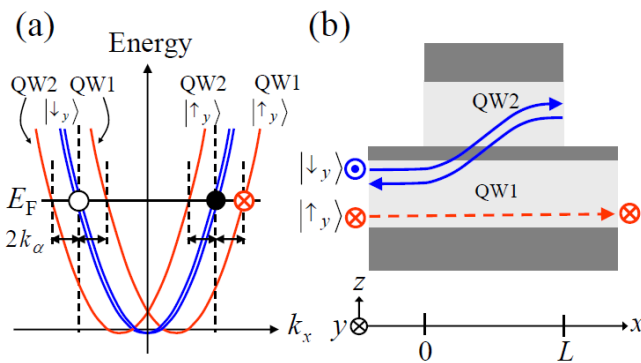 (a)
Energy
QW2 QW1 QW2 QW1
|↓y⟩ |↑y⟩ |↑y⟩
EF
2kα
kx
(b)
QW2
|↓y⟩
QW1
|↑y⟩
z
y x
0 L